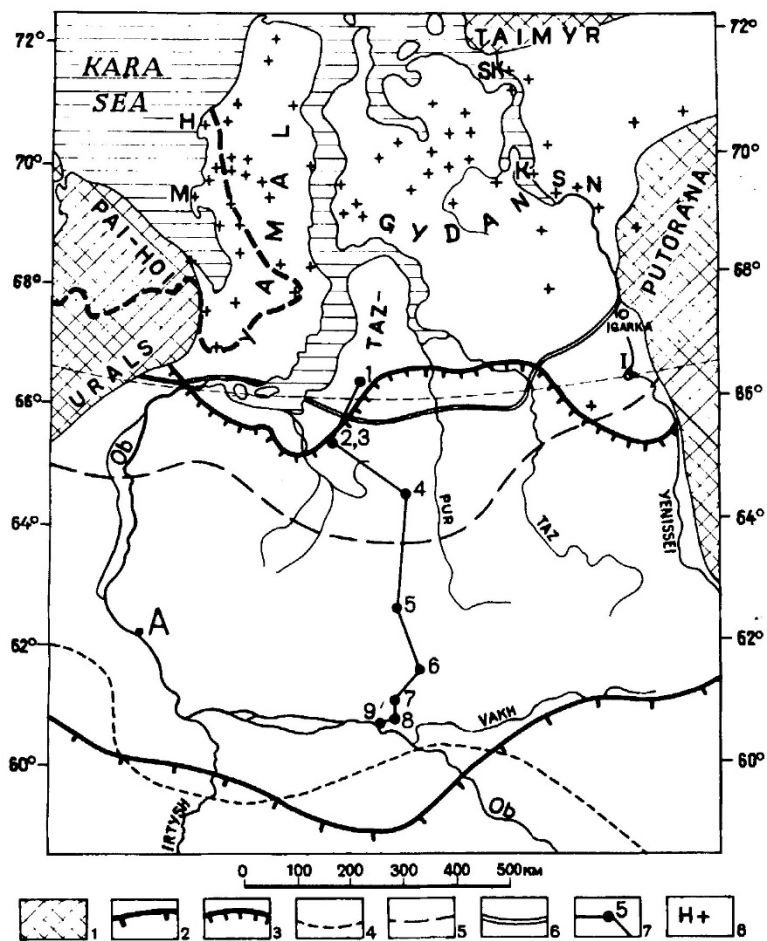 72°
TAIMYR
72°
KARA
SEA
SK
H
70°
K
70°
S
N
M
YAMAL
GYDAN
PAI-HOI
PUTORANA
68°
68°
TAZ-
IGARKA
URALS
I
66°
1
66°
2,3
Ob
4
64°
PUR
TAZ
YENISSEI
64°
5
A
62°
6
62°
7
9
8
VAKH
60°
60°
IRTYSH
Ob
0 100 200 300 400 500 KM
1 2 3 4 5 6 5 7 H+ 8